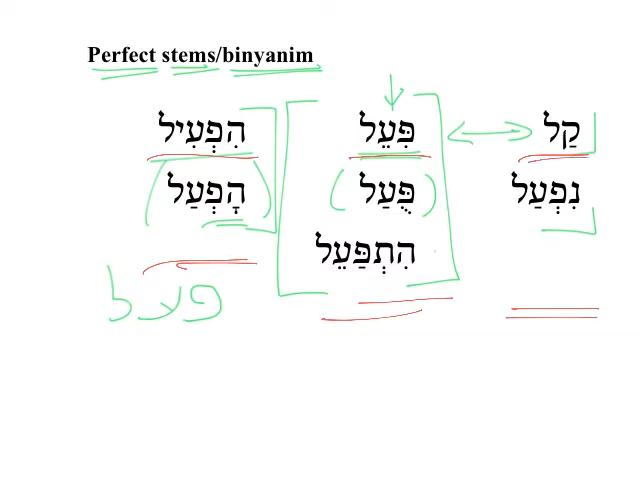 Perfect stems/binyanim
קַל פִּעֵל הִפְעִיל
נִפְעַל פֻּעַל הָפְעַל
הִתְפַּעֵל
פעל